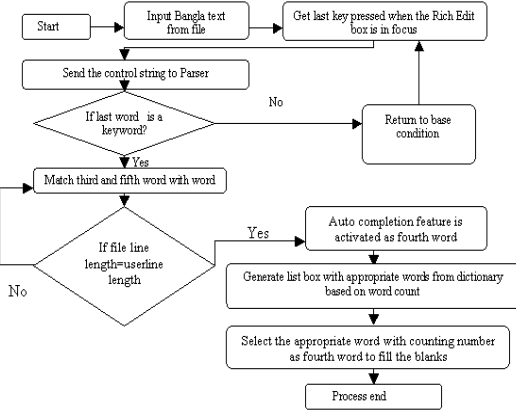 Start
Input Bangla text
from file
Get last key pressed when the Rich Edit
box is in focus
Send the control string to Parser
If last word is a
keyword?
No
Return to base
condition
Yes
Match third and fifth word with word
If file line
length=userline
length
Yes
No
Auto completion feature is
activated as fourth word
Generate list box with appropriate words from dictionary
based on word count
Select the appropriate word with counting number
as fourth word to fill the blanks
Process end